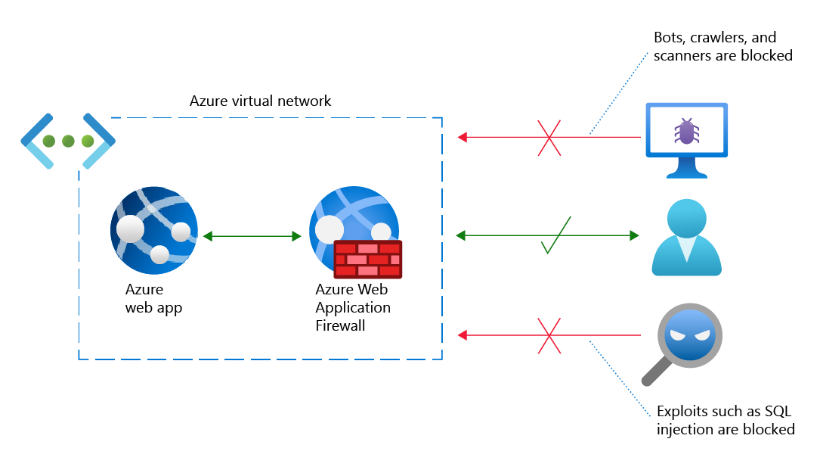 Bots, crawlers, and
scanners are blocked
Azure virtual network
Azure
web app
Azure Web
Application
Firewall
Exploits such as SQL
injection are blocked